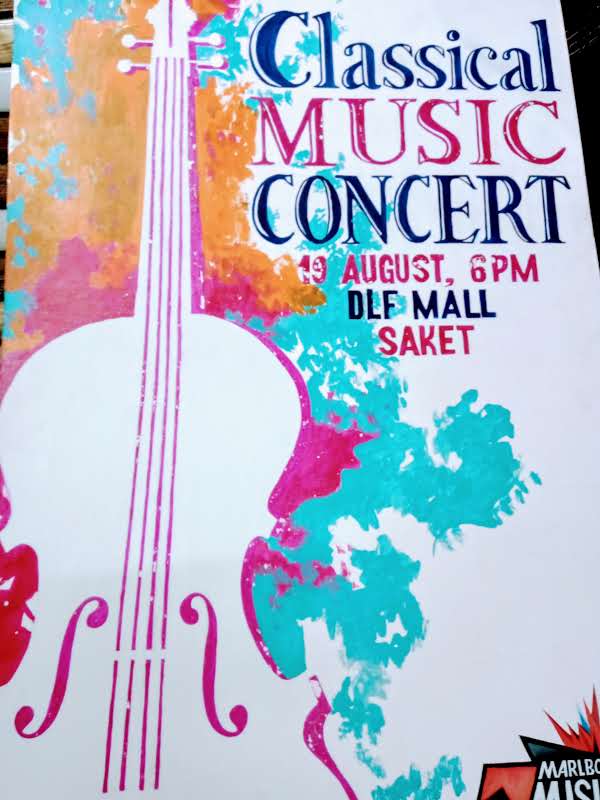 Classical
MUSIC
CONCERT
19 AUGUST, 6PM
DLF MALL
SAKET